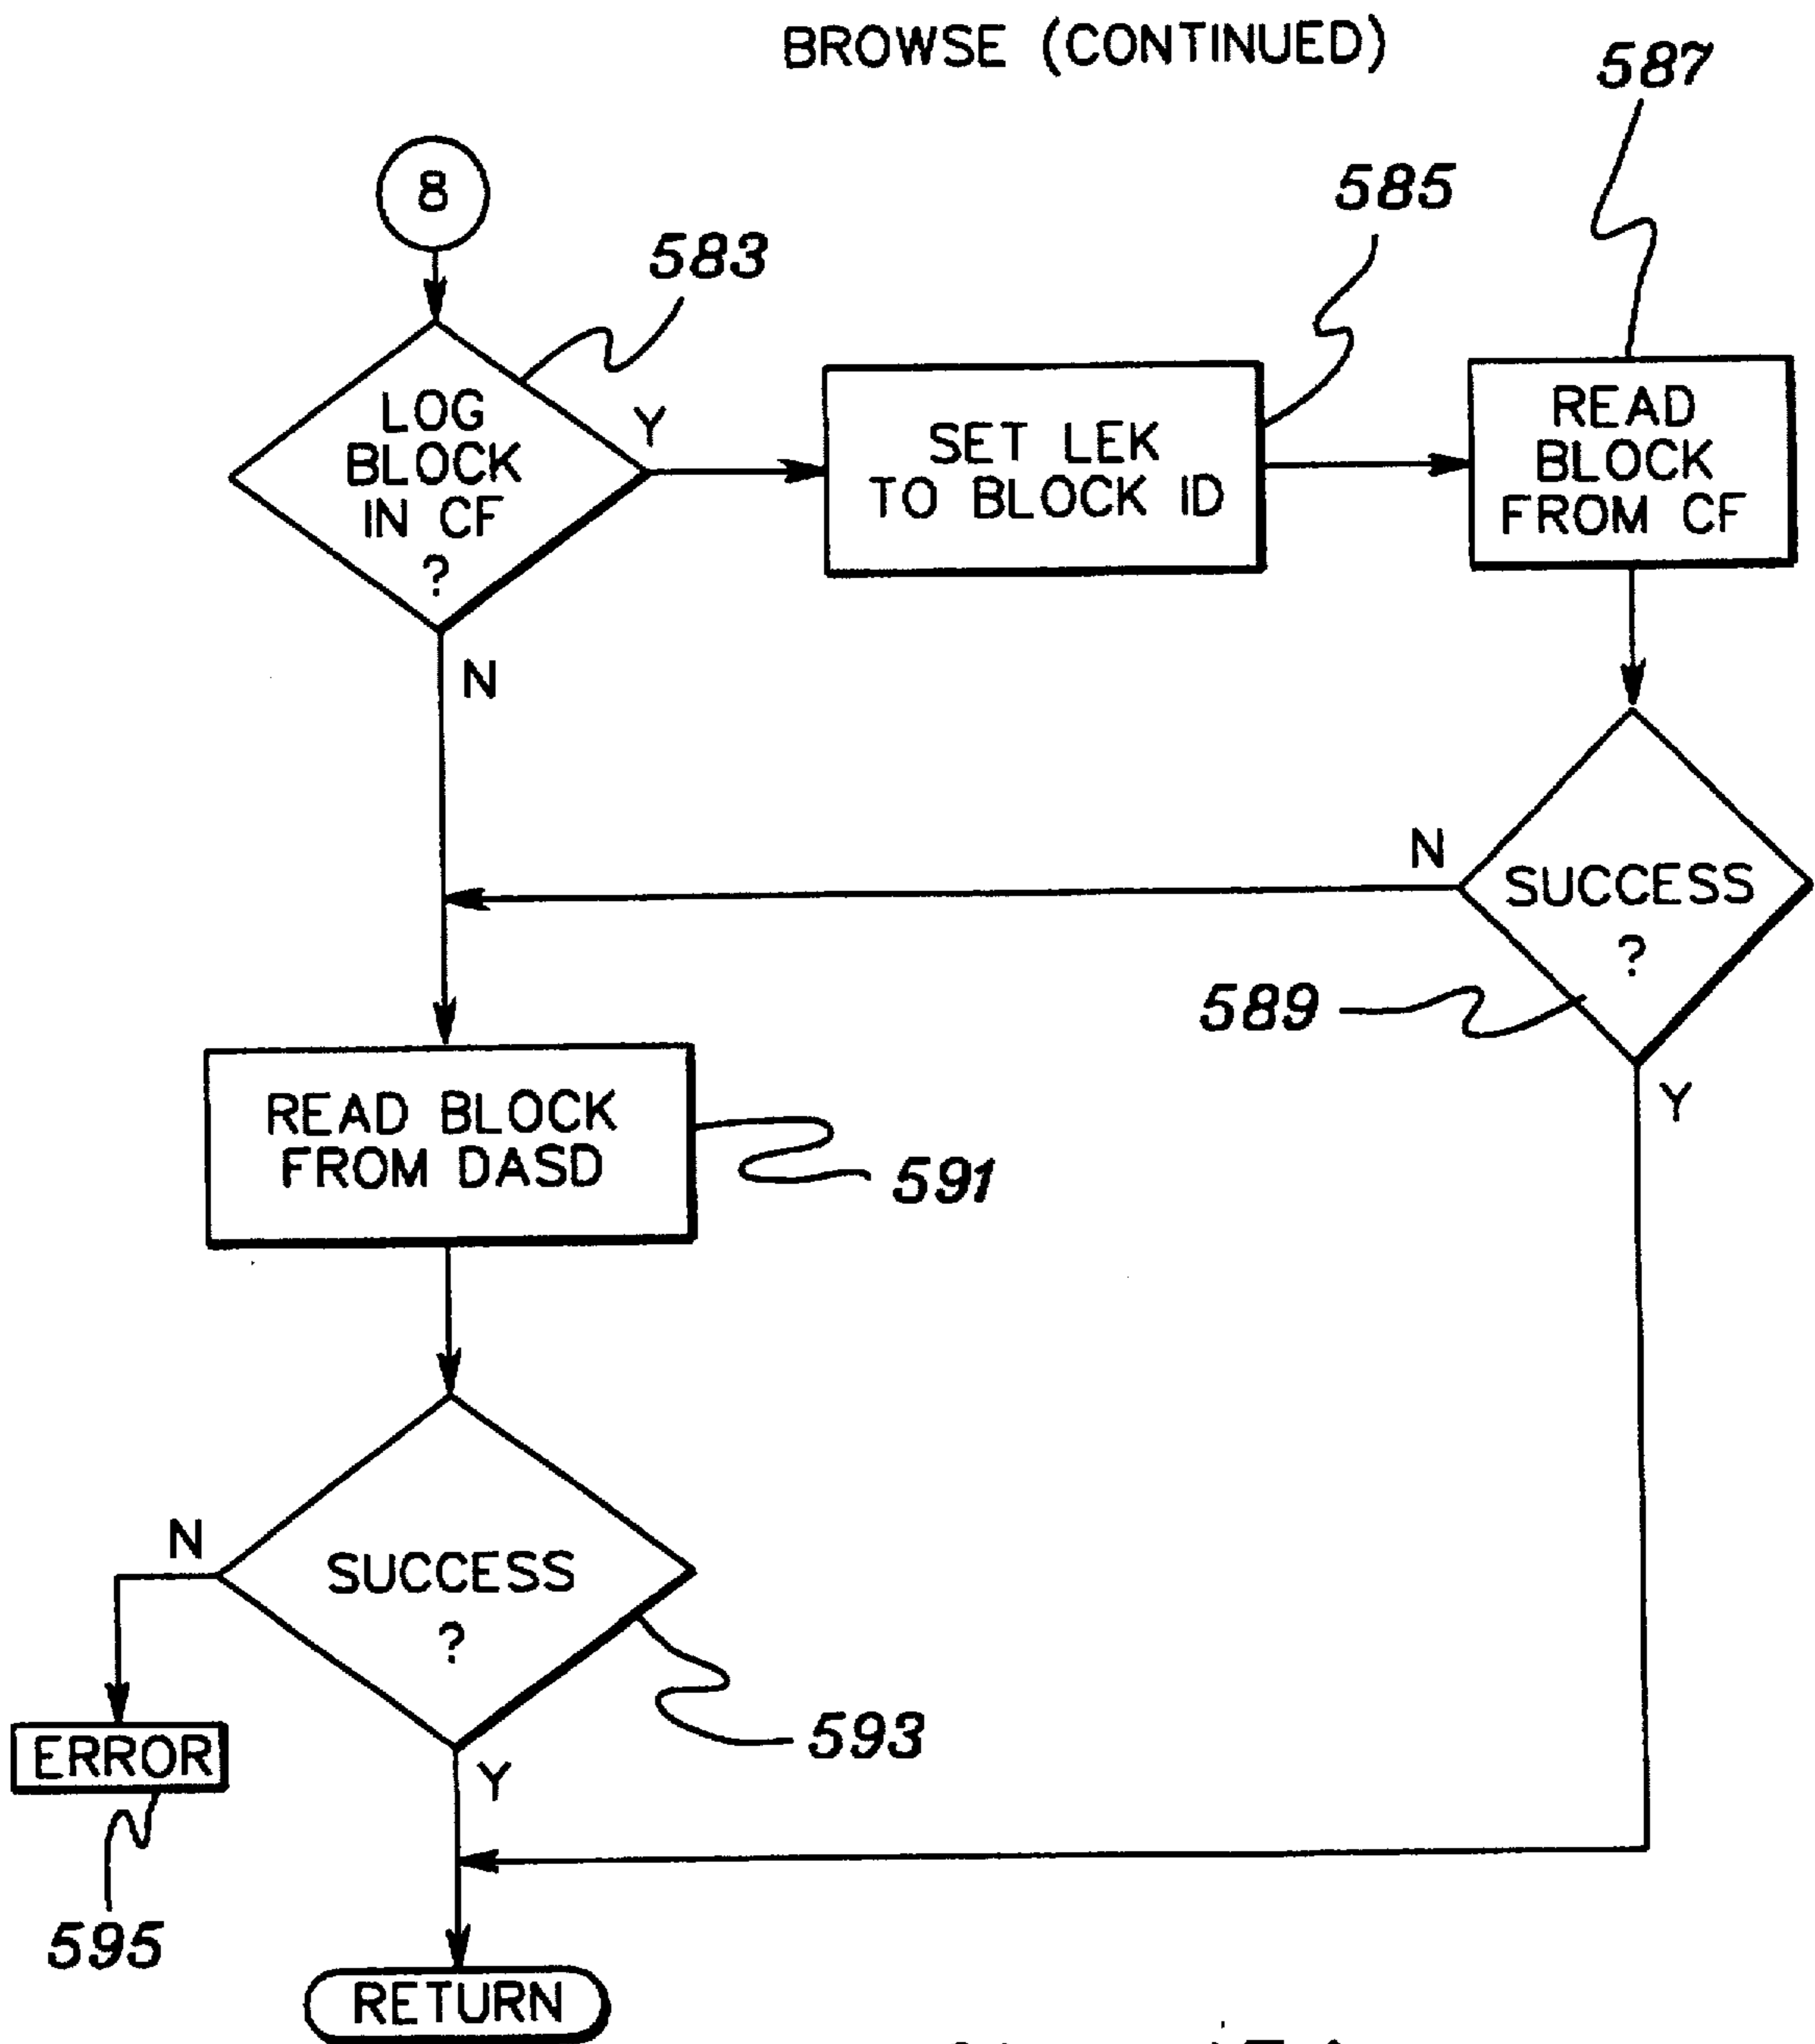 BROWSE (CONTINUED)
587
8
585
583
LOG
BLOCK
IN CF
?
Y
SET LEK
TO BLOCK ID
READ
BLOCK
FROM CF
N
N
SUCCESS
?
589
Y
READ BLOCK
FROM DASD
591
N
SUCCESS
?
593
ERROR
Y
595
RETURN